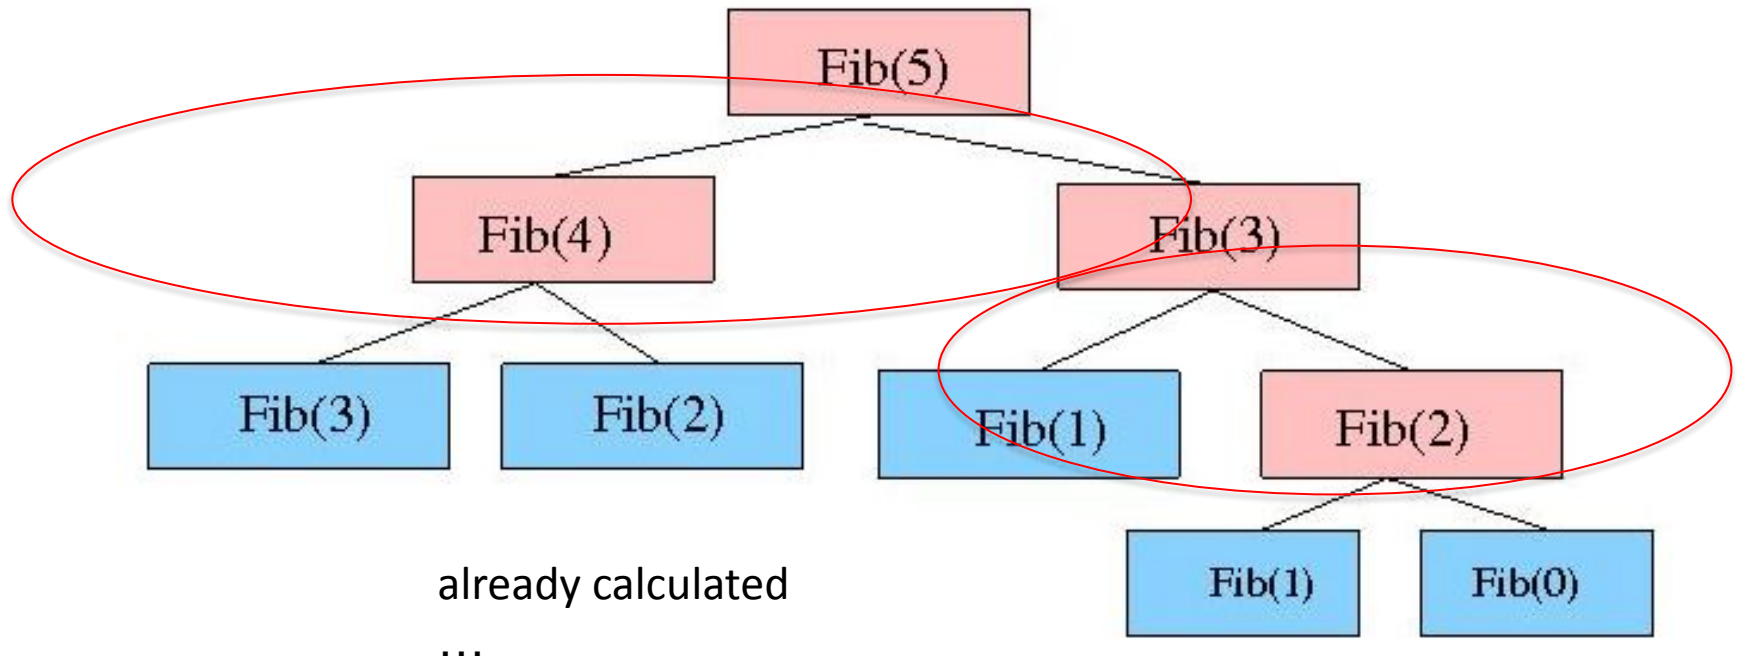 Fib(5)
Fib(4)
Fib(3)
Fib(3)
Fib(2)
Fib(1)
Fib(2)
Fib(1)
Fib(0)
already calculated
...